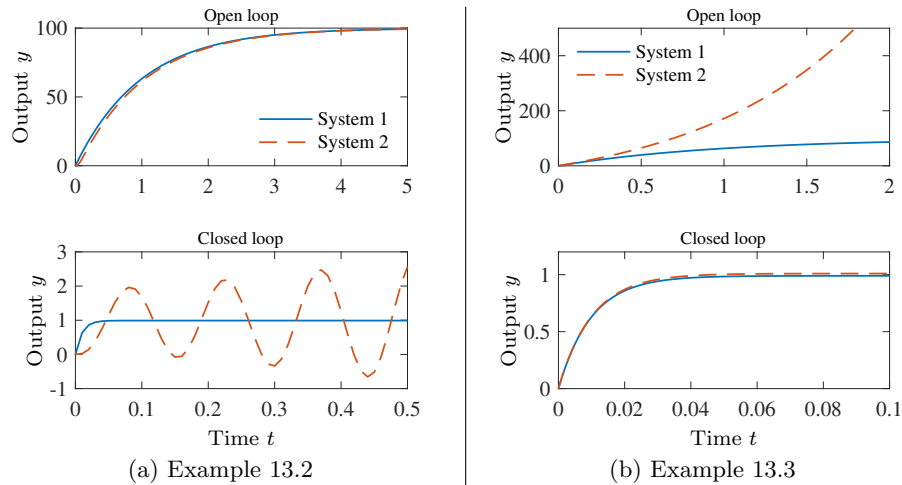 Open loop
Output y
100
50
0
System 1
System 2
0 1 2 3 4 5
Closed loop
Output y
3
2
1
0
-1
0 0.1 0.2 0.3 0.4 0.5
Time t
(a) Example 13.2
Open loop
Output y
400
200
0
System 1
System 2
0 0.5 1 1.5 2
Closed loop
Output y
1
0.5
0
0 0.02 0.04 0.06 0.08 0.1
Time t
(b) Example 13.3